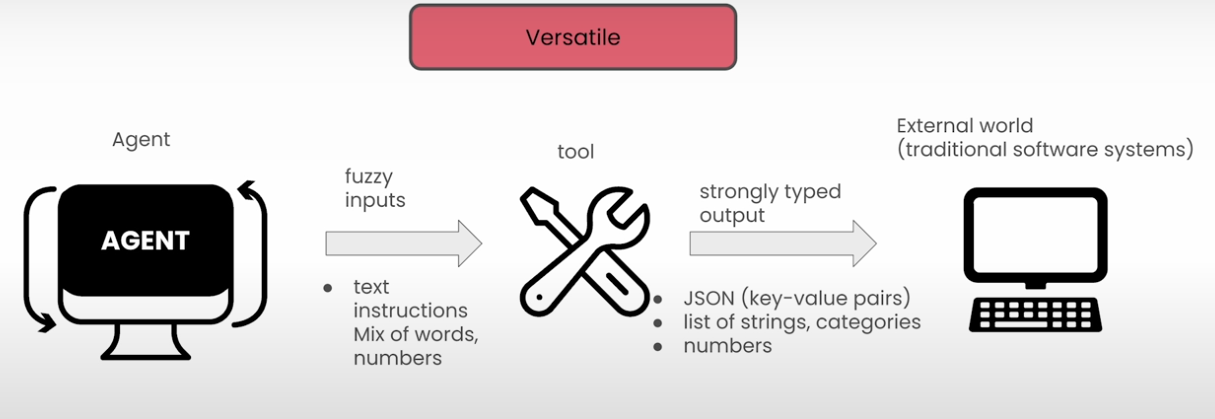 Versatile
Agent
AGENT
fuzzy
inputs
● text
instructions
Mix of words,
numbers
tool
strongly typed
output
● JSON (key-value pairs)
● list of strings, categories
● numbers
External world
(traditional software systems)